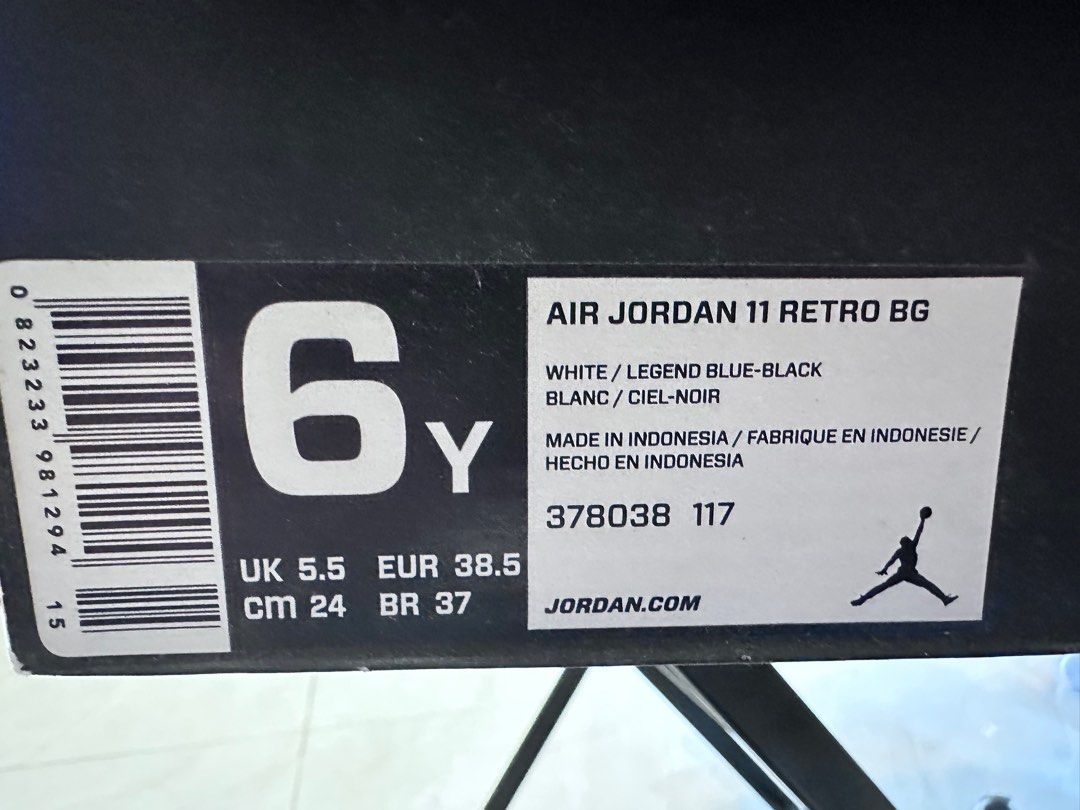 0 823233 981294 15
6Y
UK 5.5 EUR 38.5
cm 24 BR 37
AIR JORDAN 11 RETRO BG
WHITE / LEGEND BLUE-BLACK
BLANC / CIEL-NOIR
MADE IN INDONESIA / FABRIQUE EN INDONESIE /
HECHO EN INDONESIA
378038 117
JORDAN.COM